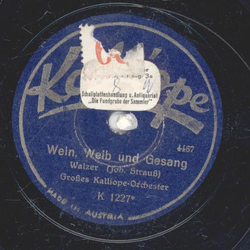 Kalliope
Schallplattenhandlung u. Antiquariat
"Die Fundgrube der Sammler"
4467
Wein, Weib und Gesang
Walzer (Joh. Strauß)
Großes Kalliope-Orchester
K 1227*
MADE IN AUSTRIA